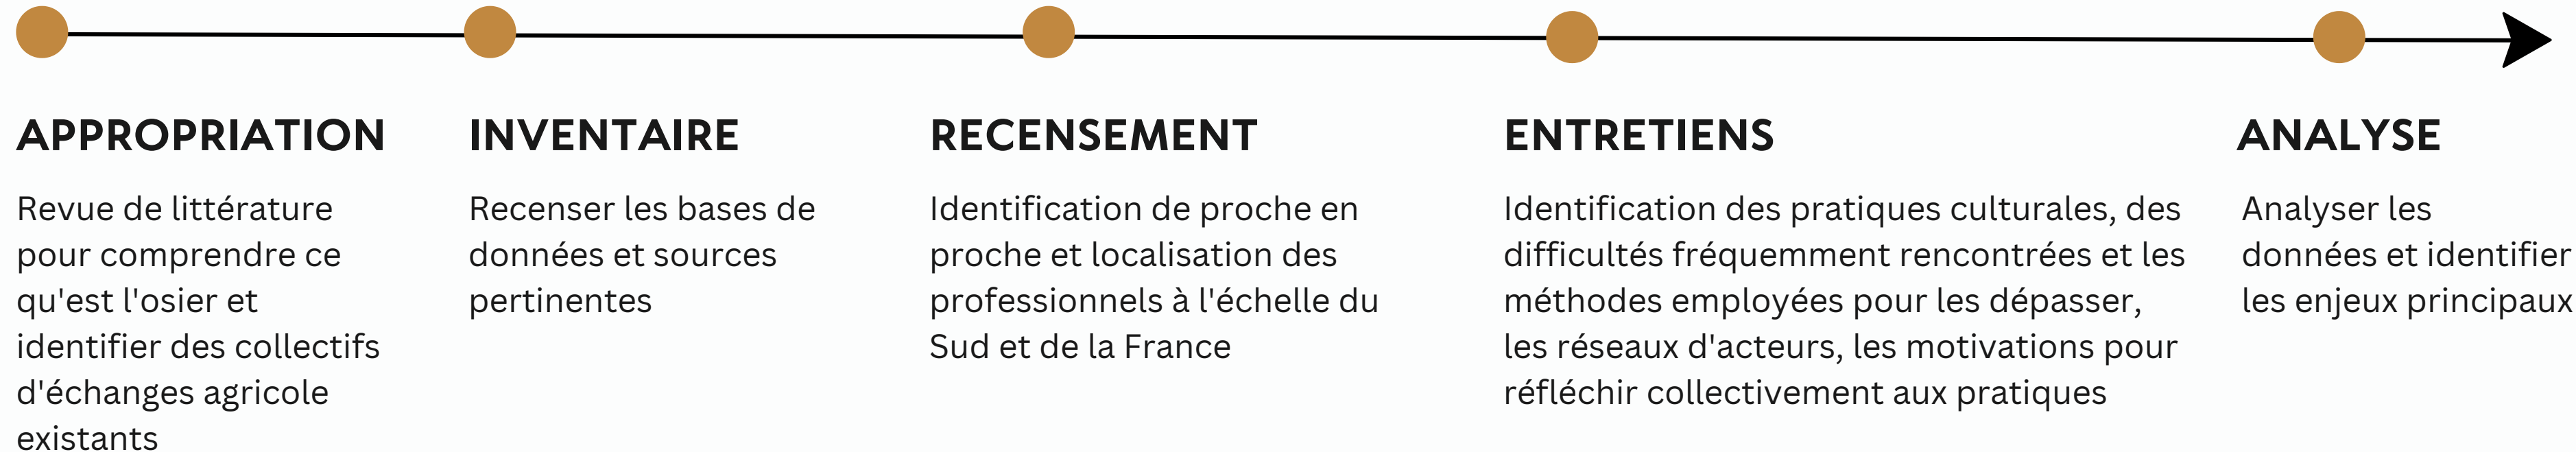 APPROPRIATION
Revue de littérature
pour comprendre ce
qu'est l'osier et
identifier des collectifs
d'échanges agricole
existants
INVENTAIRE
Recenser les bases de
données et sources
pertinentes
RECENSEMENT
Identification de proche en
proche et localisation des
professionnels à l'échelle du
Sud et de la France
ENTRETIENS
Identification des pratiques culturales, des
difficultés fréquemment rencontrées et les
méthodes employées pour les dépasser,
les réseaux d'acteurs, les motivations pour
réfléchir collectivement aux pratiques
ANALYSE
Analyser les
données et identifier
les enjeux principaux